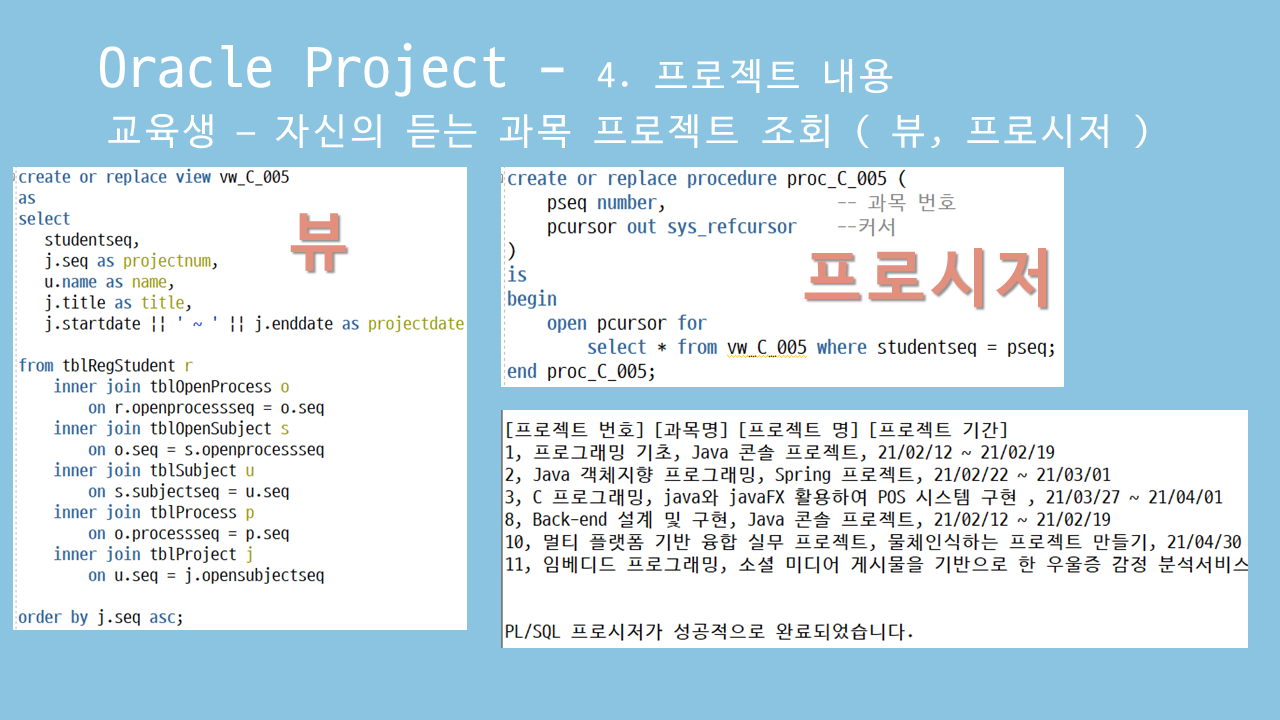 Oracle Project - 4. 프로젝트 내용
교육생 – 자신의 듣는 과목 프로젝트 조회 ( 뷰, 프로시저 )
create or replace view vw_C_005
as
select
studentseq,
j.seq as projectnum,
u.name as name,
j.title as title,
j.startdate || ' ~ ' || j.enddate as projectdate
from tblRegStudent r
inner join tblOpenProcess o
on r.openprocessseq = o.seq
inner join tblOpenSubject s
on o.seq = s.openprocessseq
inner join tblSubject u
on s.subjectseq = u.seq
inner join tblProcess p
on o.processseq = p.seq
inner join tblProject j
on u.seq = j.opensubjectseq
order by j.seq asc;
뷰
create or replace procedure proc_C_005 (
pseq number, -- 과목 번호
pcursor out sys_refcursor --커서
)
is
begin
open pcursor for
select * from vw_C_005 where studentseq = pseq;
end proc_C_005;
프로시저
[프로젝트 번호] [과목명] [프로젝트 명] [프로젝트 기간]
1, 프로그래밍 기초, Java 콘솔 프로젝트, 21/02/12 ~ 21/02/19
2, Java 객체지향 프로그래밍, Spring 프로젝트, 21/02/22 ~ 21/03/01
3, C 프로그래밍, java와 javaFX 활용하여 POS 시스템 구현 , 21/03/27 ~ 21/04/01
8, Back-end 설계 및 구현, Java 콘솔 프로젝트, 21/02/12 ~ 21/02/19
10, 멀티 플랫폼 기반 융합 실무 프로젝트, 물체인식하는 프로젝트 만들기, 21/04/30
11, 임베디드 프로그래밍, 소셜 미디어 게시물을 기반으로 한 우울증 감정 분석서비스
PL/SQL 프로시저가 성공적으로 완료되었습니다.